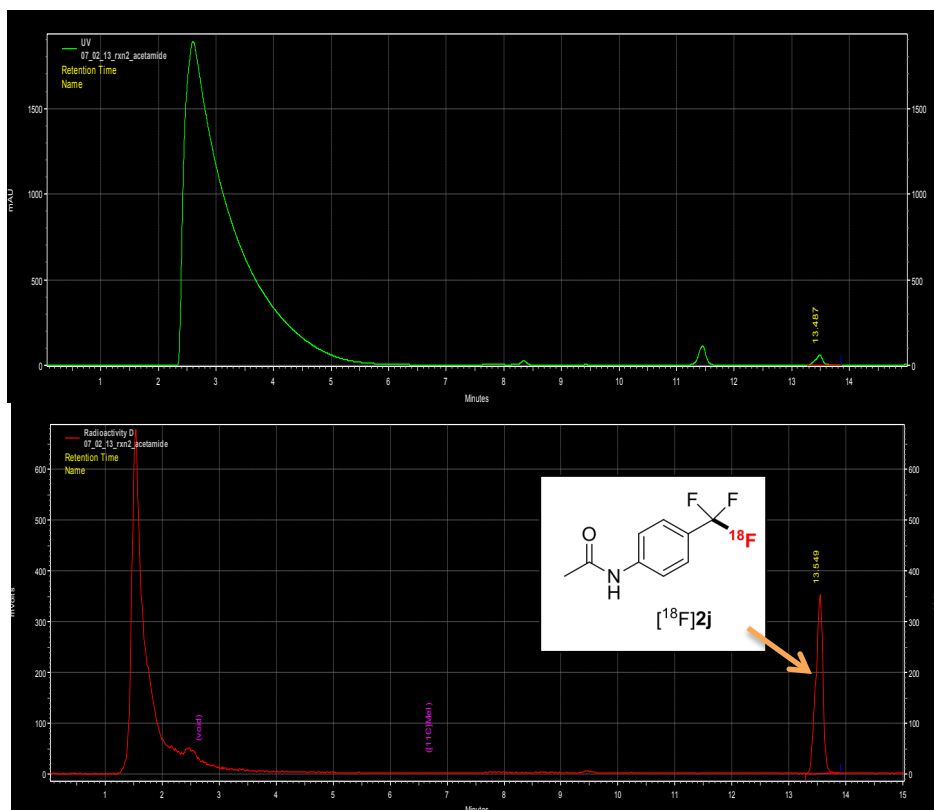 UV
07_02_13_rxn2_acetamide
Retention Time
Name
1500
1000
500
0
1500
1000
500
0
mAU
13.487
1 2 3 4 5 6 7 8 9 10 11 12 13 14
Minutes
Radioactivity D
07_02_13_rxn2_acetamide
Retention Time
Name
600
500
400
300
200
100
0
600
500
400
300
200
100
0
(void)
([11C]MeI)
13.549
F F
18F
O
N
H
[18F]2j
1 2 3 4 5 6 7 8 9 10 11 12 13 14 15
Minutes